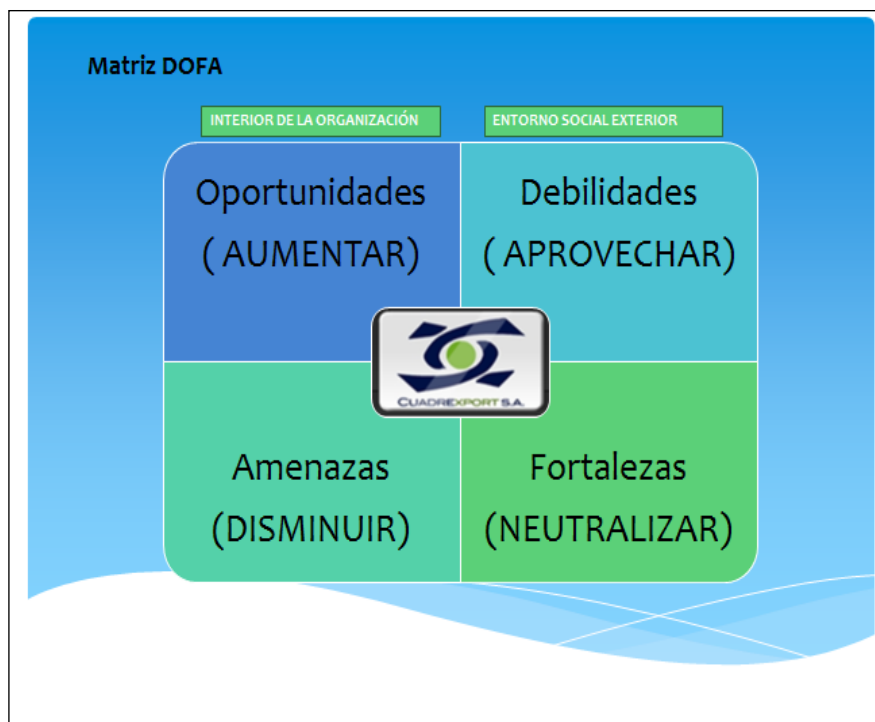 Matriz DOFA
INTERIOR DE LA ORGANIZACIÓN
ENTORNO SOCIAL EXTERIOR
Oportunidades
( AUMENTAR)
Debilidades
( APROVECHAR)
CUADREXPORT S.A.
Amenazas
(DISMINUIR)
Fortalezas
(NEUTRALIZAR)